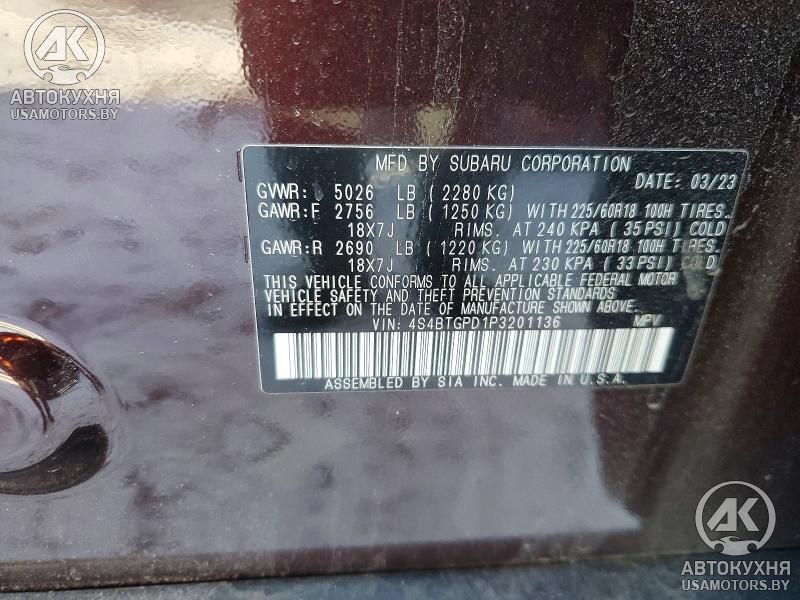 AK
АВТОКУХНЯ
USAMOTORS.BY
MFD BY SUBARU CORPORATION
DATE: 03/23
GVWR: 5026 LB (2280 KG)
GAWR:F 2756 LB (1250 KG) WITH 225/60R18 100H TIRES.
18X7J RIMS. AT 240 KPA (35 PSI) COLD
GAWR:R 2690 LB (1220 KG) WITH 225/60R18 100H TIRES.
18X7J RIMS. AT 230 KPA (33 PSI) COLD
THIS VEHICLE CONFORMS TO ALL APPLICABLE FEDERAL MOTOR
VEHICLE SAFETY AND THEFT PREVENTION STANDARDS
IN EFFECT ON THE DATE OF MANUFACTURE SHOWN ABOVE.
VIN: 4S4BTGPD1P3201136 MPV
ASSEMBLED BY SIA INC. MADE IN U.S.A.
AK
АВТОКУХНЯ
USAMOTORS.BY